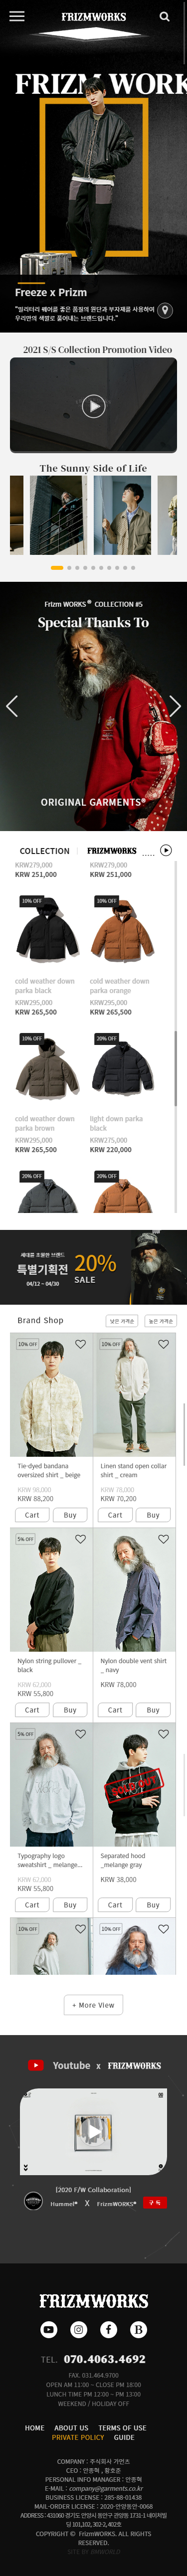 FRIZMWORKS
FRIZM WORK
Freeze x Prizm
"밀리터리 웨어를 좋은 품질의 원단과 부자재를 사용하여
우리만의 색깔로 풀어내는 브랜드입니다."
2021 S/S Collection Promotion Video
The Sunny Side of Life
Frizm WORKS® COLLECTION #5
Special Thanks To
ORIGINAL GARMENTS®
COLLECTION FRIZMWORKS
KRW279,000 KRW279,000
KRW 251,000 KRW 251,000
10% OFF 10% OFF
cold weather down cold weather down
parka black parka orange
KRW295,000 KRW295,000
KRW 265,500 KRW 265,500
10% OFF 20% OFF
cold weather down light down parka
parka brown black
KRW295,000 KRW275,000
KRW 265,500 KRW 220,000
20% OFF 20% OFF
세대를 초월한 브랜드
특별기획전
04/12 ~ 04/30
20%
SALE
Brand Shop 낮은 가격순 높은 가격순
10% OFF 10% OFF
Tie-dyed bandana Linen stand open collar
oversized shirt _ beige shirt _ cream
KRW 98,000 KRW 78,000
KRW 88,200 KRW 70,200
Cart Buy Cart Buy
5% OFF
Nylon string pullover _ Nylon double vent shirt
black _ navy
KRW 62,000 KRW 78,000
KRW 55,800
Cart Buy Cart Buy
5% OFF
SOLD OUT
Typography logo Separated hood
sweatshirt _ melange... _melange gray
KRW 62,000 KRW 38,000
KRW 55,800
Cart Buy Cart Buy
10% OFF 10% OFF
+ More View
Youtube x FRIZMWORKS
[2020 F/W Collaboration]
Hummel® X FrizmWORKS® 구 독
FRIZMWORKS
TEL. 070.4063.4692
FAX. 031.464.9700
OPEN AM 11:00 ~ CLOSE PM 18:00
LUNCH TIME PM 12:00 ~ PM 13:00
WEEKEND / HOLIDAY OFF
HOME ABOUT US TERMS OF USE
PRIVATE POLICY GUIDE
COMPANY : 주식회사 가먼츠
CEO : 안종혁 , 황호준
PERSONAL INFO MANAGER : 안종혁
E-MAIL : company@garments.co.kr
BUSINESS LICENSE : 285-88-01438
MAIL-ORDER LICENSE : 2020-안양동안-0068
ADDRESS : 431060 경기도 안양시 동안구 관양동 1731-1 네이처빌
딩 101,102, 302-2, 402호
COPYRIGHT © FrizmWORKS. ALL RIGHTS
RESERVED.